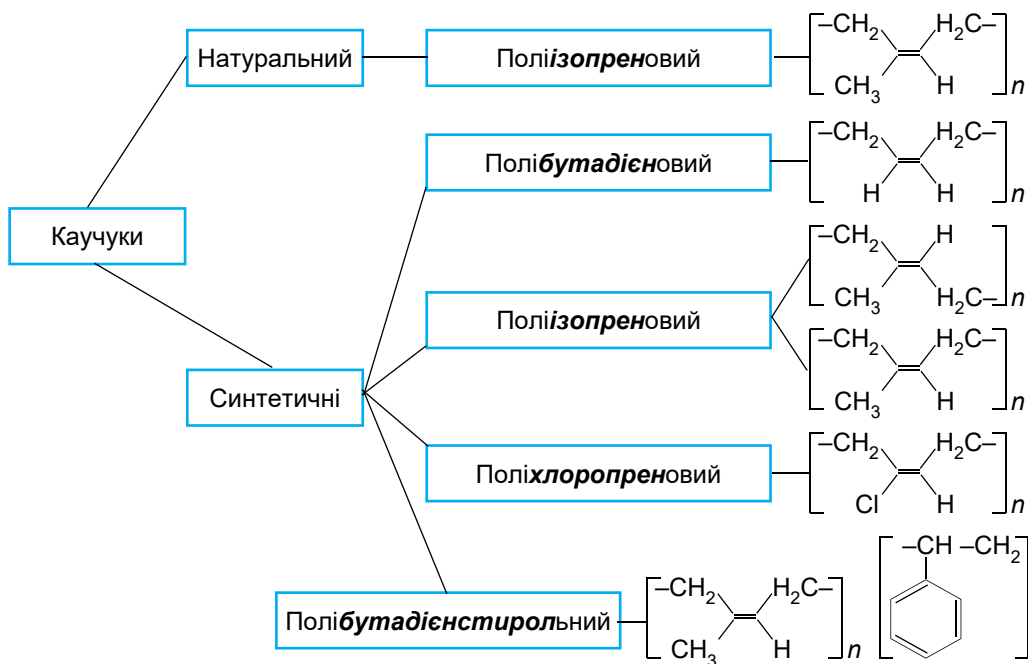 Натуральний
Поліізопреновий
–CH2 H2C–
CH3 H n
Полібутадієновий
–CH2 H2C–
H H n
Каучуки
–CH2 H
CH3 H2C– n
Поліізопреновий
–CH2 H2C–
CH3 H n
Синтетичні
Поліхлоропреновий
–CH2 H2C–
Cl H n
–CH –CH2
Полібутадієнстирольний
–CH2 H2C–
CH3 H n